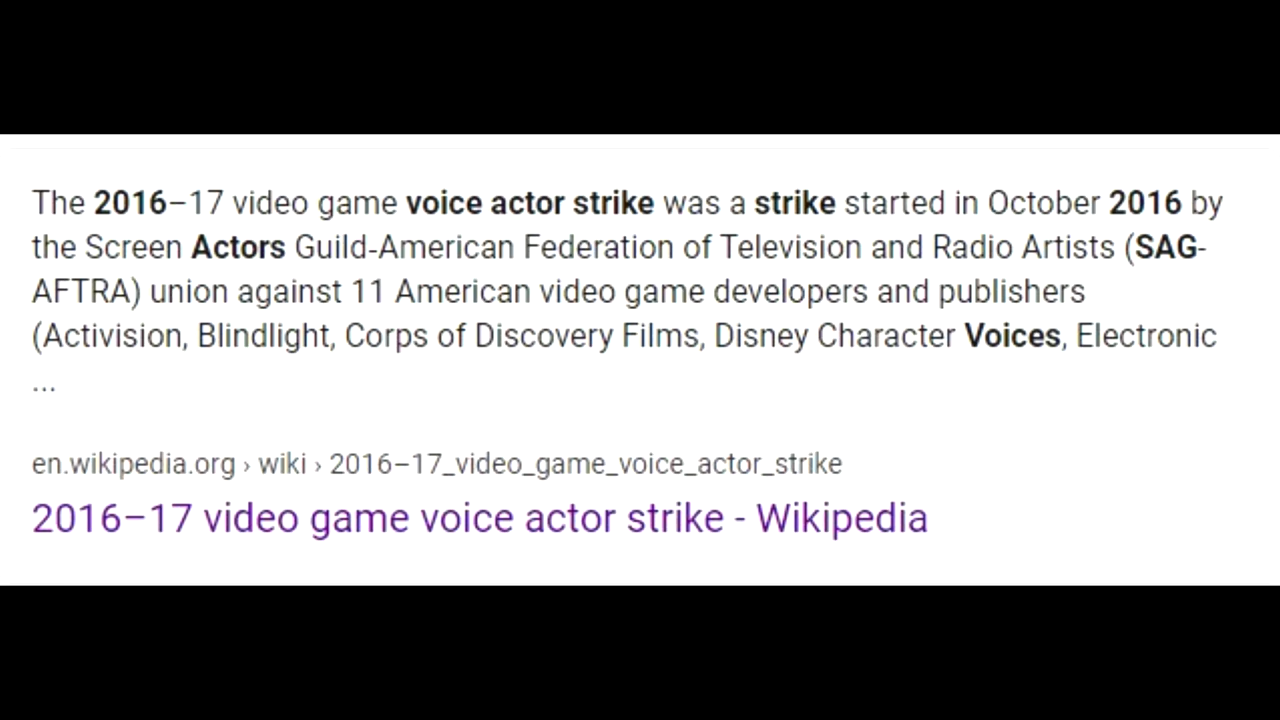 The 2016–17 video game voice actor strike was a strike started in October 2016 by
the Screen Actors Guild-American Federation of Television and Radio Artists (SAG-
AFTRA) union against 11 American video game developers and publishers
(Activision, Blindlight, Corps of Discovery Films, Disney Character Voices, Electronic
...
en.wikipedia.org › wiki › 2016–17_video_game_voice_actor_strike
2016–17 video game voice actor strike - Wikipedia